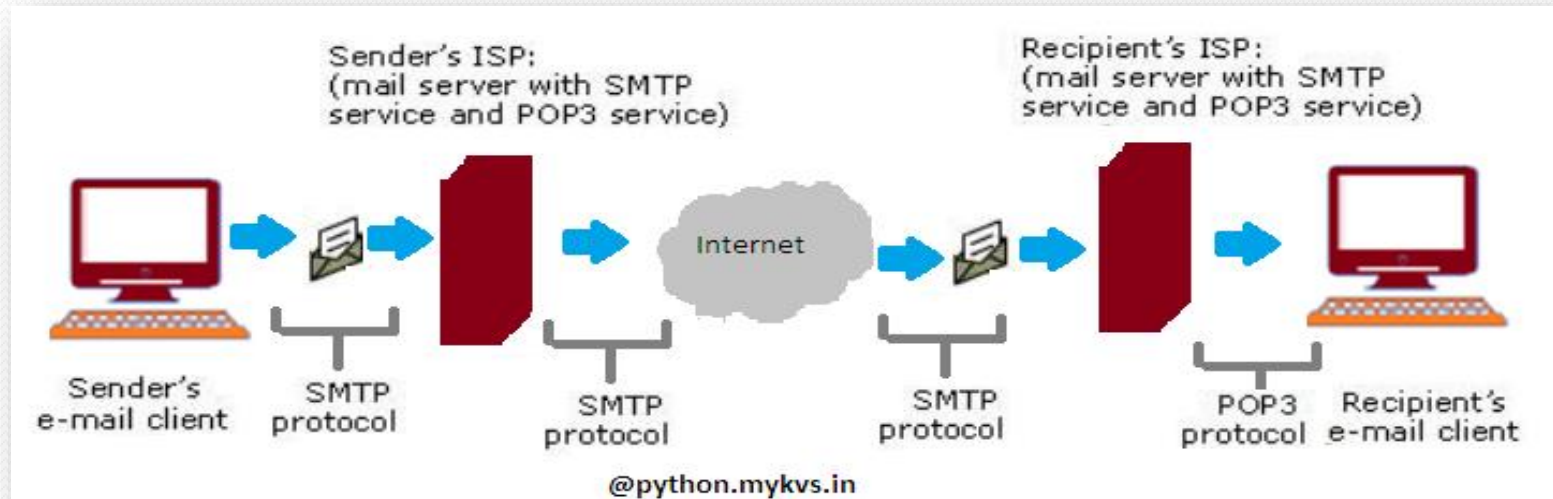 Sender's ISP:
(mail server with SMTP
service and POP3 service)
Recipient's ISP:
(mail server with SMTP
service and POP3 service)
Internet
Sender's
e-mail client
SMTP
protocol
SMTP
protocol
SMTP
protocol
POP3
protocol
Recipient's
e-mail client
@python.mykvs.in